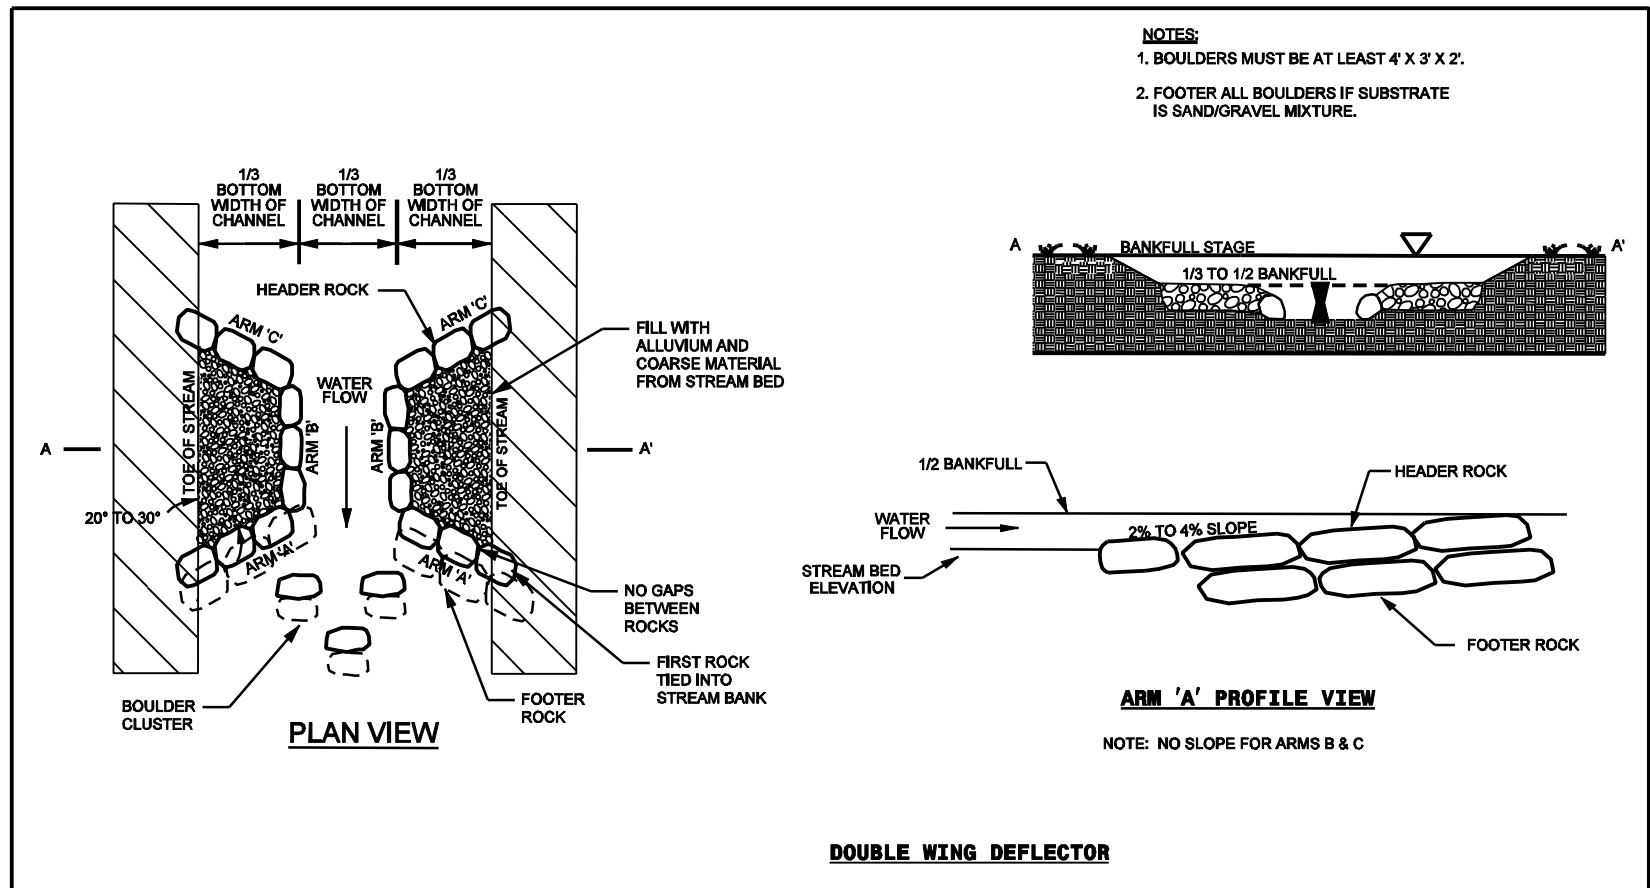 NOTES:
1. BOULDERS MUST BE AT LEAST 4' X 3' X 2'.
2. FOOTER ALL BOULDERS IF SUBSTRATE
IS SAND/GRAVEL MIXTURE.
1/3
BOTTOM
WIDTH OF
CHANNEL
1/3
BOTTOM
WIDTH OF
CHANNEL
1/3
BOTTOM
WIDTH OF
CHANNEL
HEADER ROCK
ARM 'C'
ARM 'C'
FILL WITH
ALLUVIUM AND
COARSE MATERIAL
FROM STREAM BED
WATER
FLOW
TOE OF STREAM
ARM 'B'
ARM 'B'
TOE OF STREAM
A
A'
20° TO 30°
ARM 'A'
ARM 'A'
NO GAPS
BETWEEN
ROCKS
FIRST ROCK
TIED INTO
STREAM BANK
FOOTER
ROCK
BOULDER
CLUSTER
PLAN VIEW
A
BANKFULL STAGE
A'
1/3 TO 1/2 BANKFULL
1/2 BANKFULL
HEADER ROCK
WATER
FLOW
2% TO 4% SLOPE
STREAM BED
ELEVATION
FOOTER ROCK
ARM 'A' PROFILE VIEW
NOTE: NO SLOPE FOR ARMS B & C
DOUBLE WING DEFLECTOR